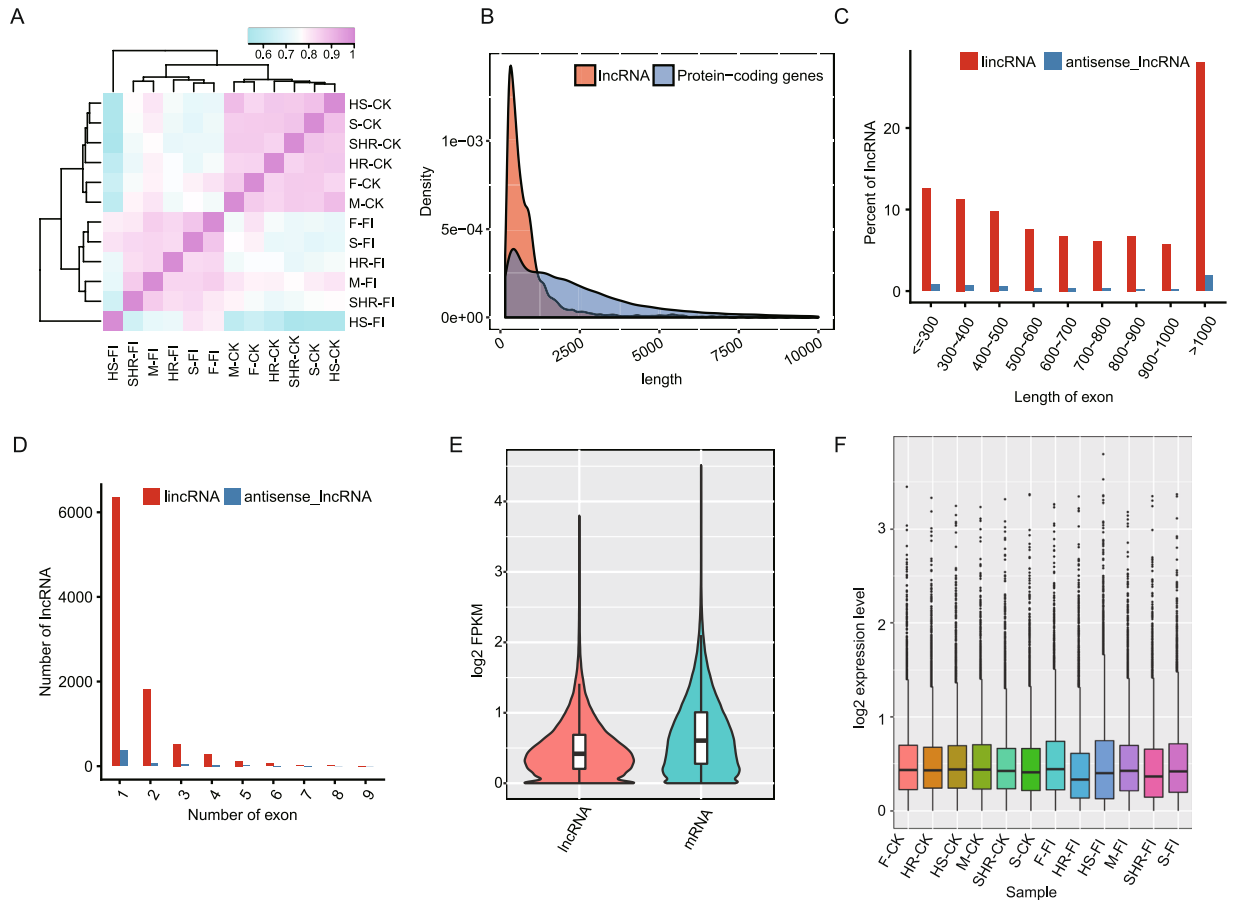 A
0.6 0.7 0.8 0.9 1
HS-CK
S-CK
SHR-CK
HR-CK
F-CK
M-CK
F-FI
S-FI
HR-FI
M-FI
SHR-FI
HS-FI
HS-FI SHR-FI M-FI HR-FI S-FI F-FI M-CK F-CK HR-CK SHR-CK S-CK HS-CK
B
lncRNA Protein-coding genes
Density
1e-03
5e-04
0e+00
0 2500 5000 7500 10000
length
C
lincRNA antisense_lncRNA
Percent of lncRNA
20
10
0
<=300 300~400 400~500 500~600 600~700 700~800 800~900 900~1000 >1000
Length of exon
D
lincRNA antisense_lncRNA
Number of lncRNA
6000
4000
2000
0
1 2 3 4 5 6 7 8 9
Number of exon
E
log2 FPKM
4
3
2
1
0
lncRNA mRNA
F
log2 expression level
3
2
1
0
F-CK HR-CK HS-CK M-CK SHR-CK S-CK F-FI HR-FI HS-FI M-FI SHR-FI S-FI
Sample